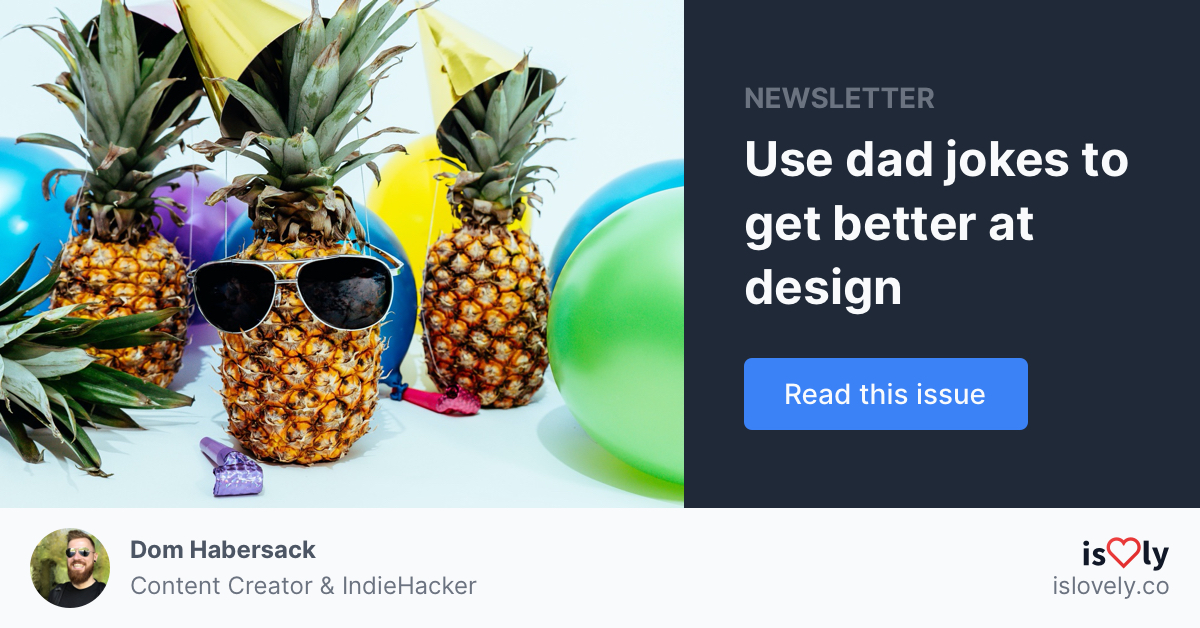 NEWSLETTER
Use dad jokes to
get better at
design
Read this issue
Dom Habersack
Content Creator & IndieHacker
is♡ly
islovely.co